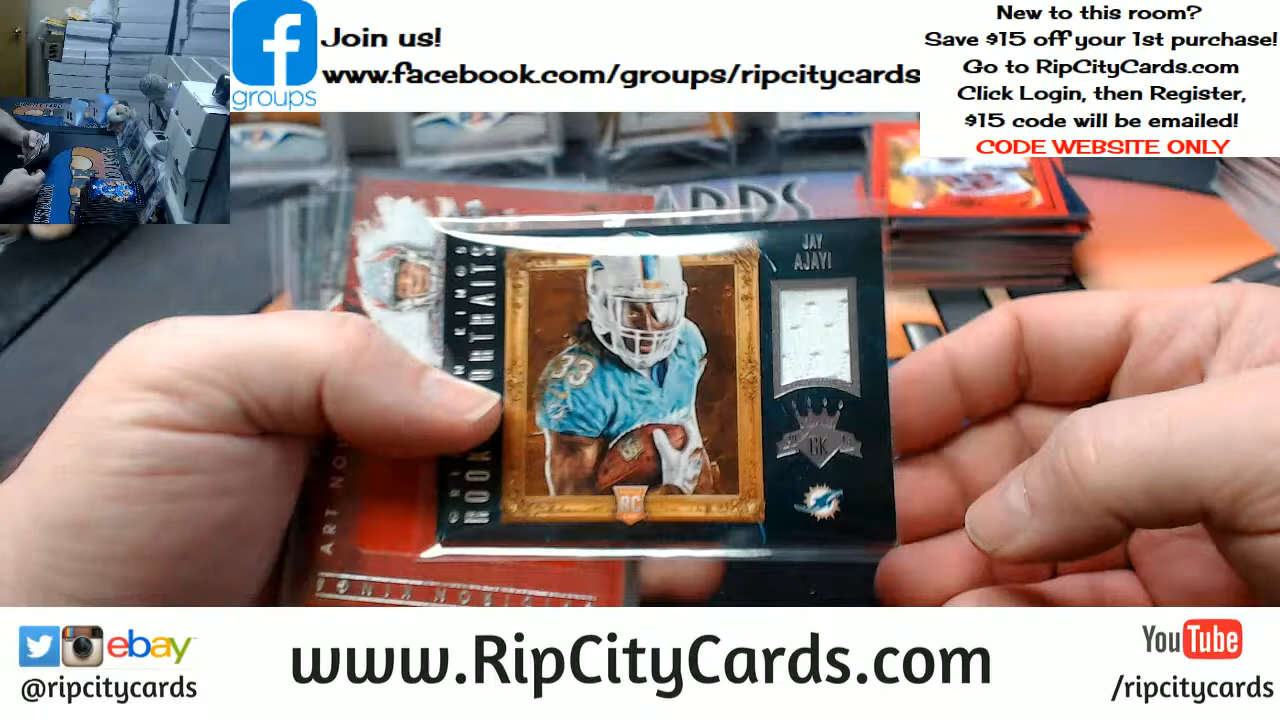 Join us!
www.facebook.com/groups/ripcitycards
groups
New to this room?
Save $15 off your 1st purchase!
Go to RipCityCards.com
Click Login, then Register,
$15 code will be emailed!
CODE WEBSITE ONLY
JAY
AJAYI
33
GK
RC
ebay
@ripcitycards
www.RipCityCards.com
YouTube
/ripcitycards